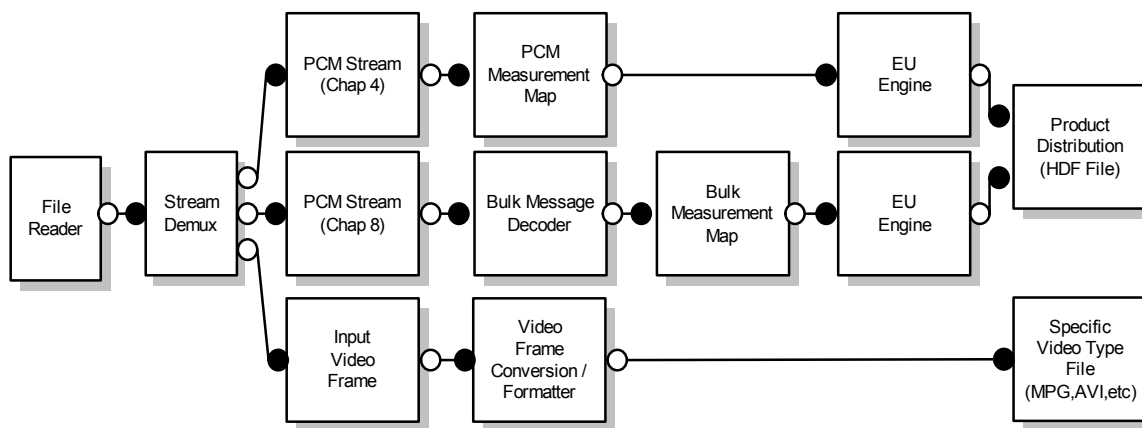 PCM Stream
(Chap 4)
PCM
Measurement
Map
EU
Engine
Product
Distribution
(HDF File)
File
Reader
Stream
Demux
PCM Stream
(Chap 8)
Bulk Message
Decoder
Bulk
Measurement
Map
EU
Engine
Input
Video
Frame
Video
Frame
Conversion /
Formatter
Specific
Video Type
File
(MPG,AVI,etc)